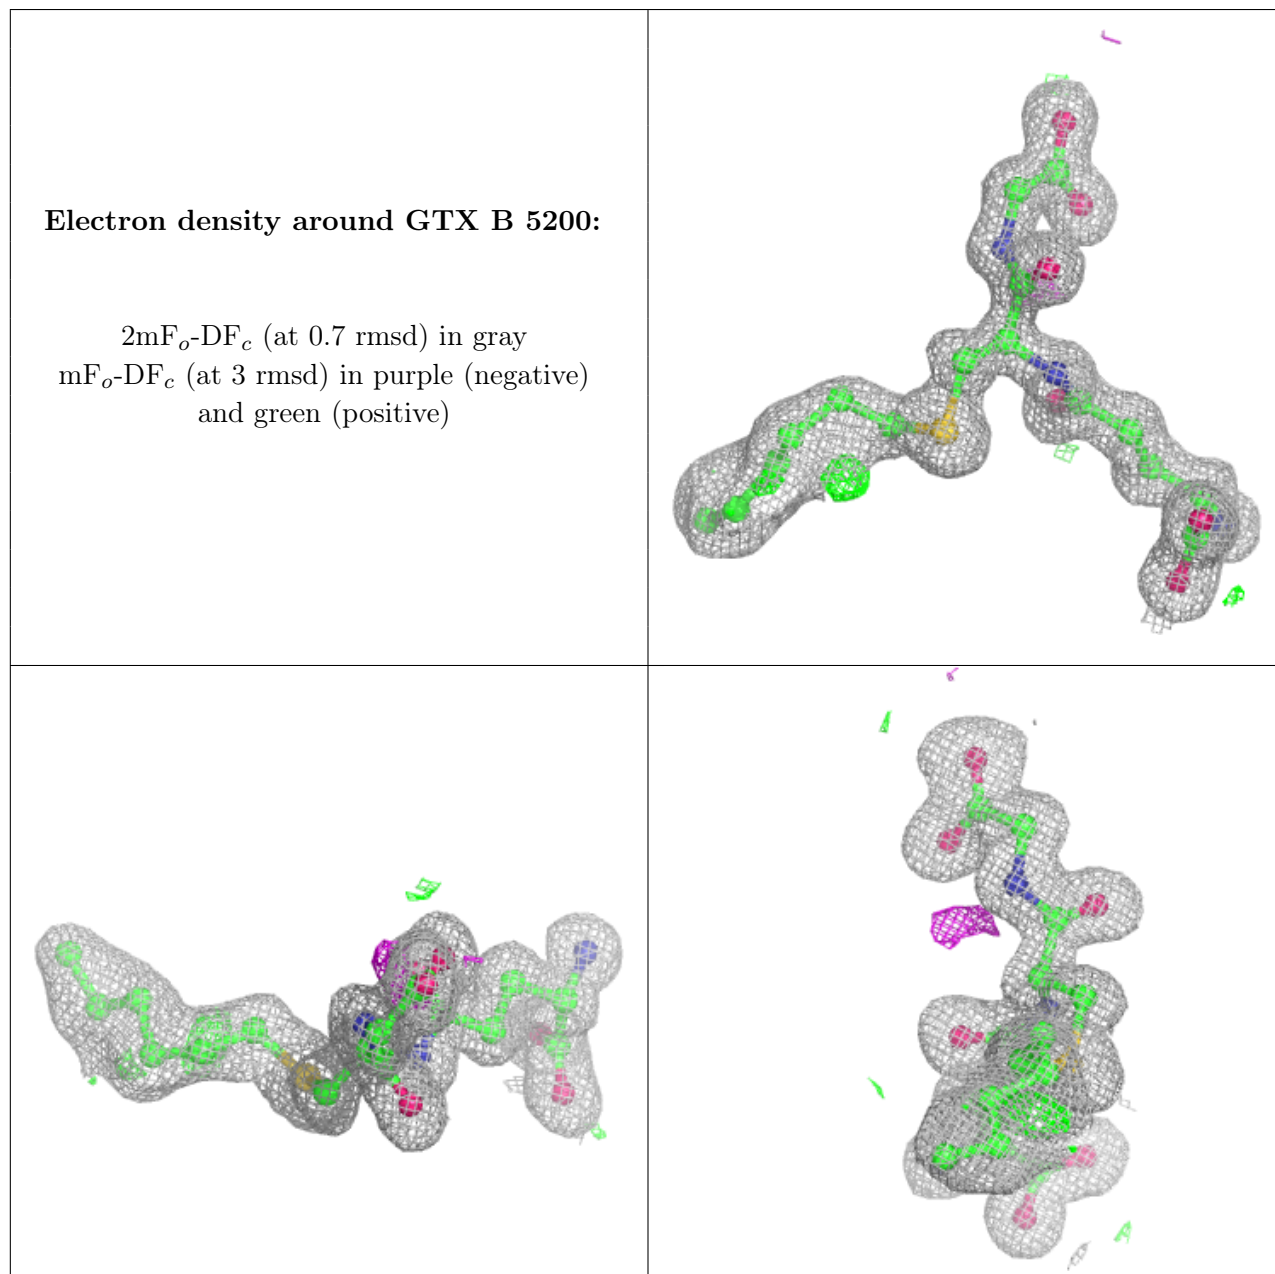 Electron density around GTX B 5200:
2mFₒ-DF𝒸 (at 0.7 rmsd) in gray
mFₒ-DF𝒸 (at 3 rmsd) in purple (negative)
and green (positive)